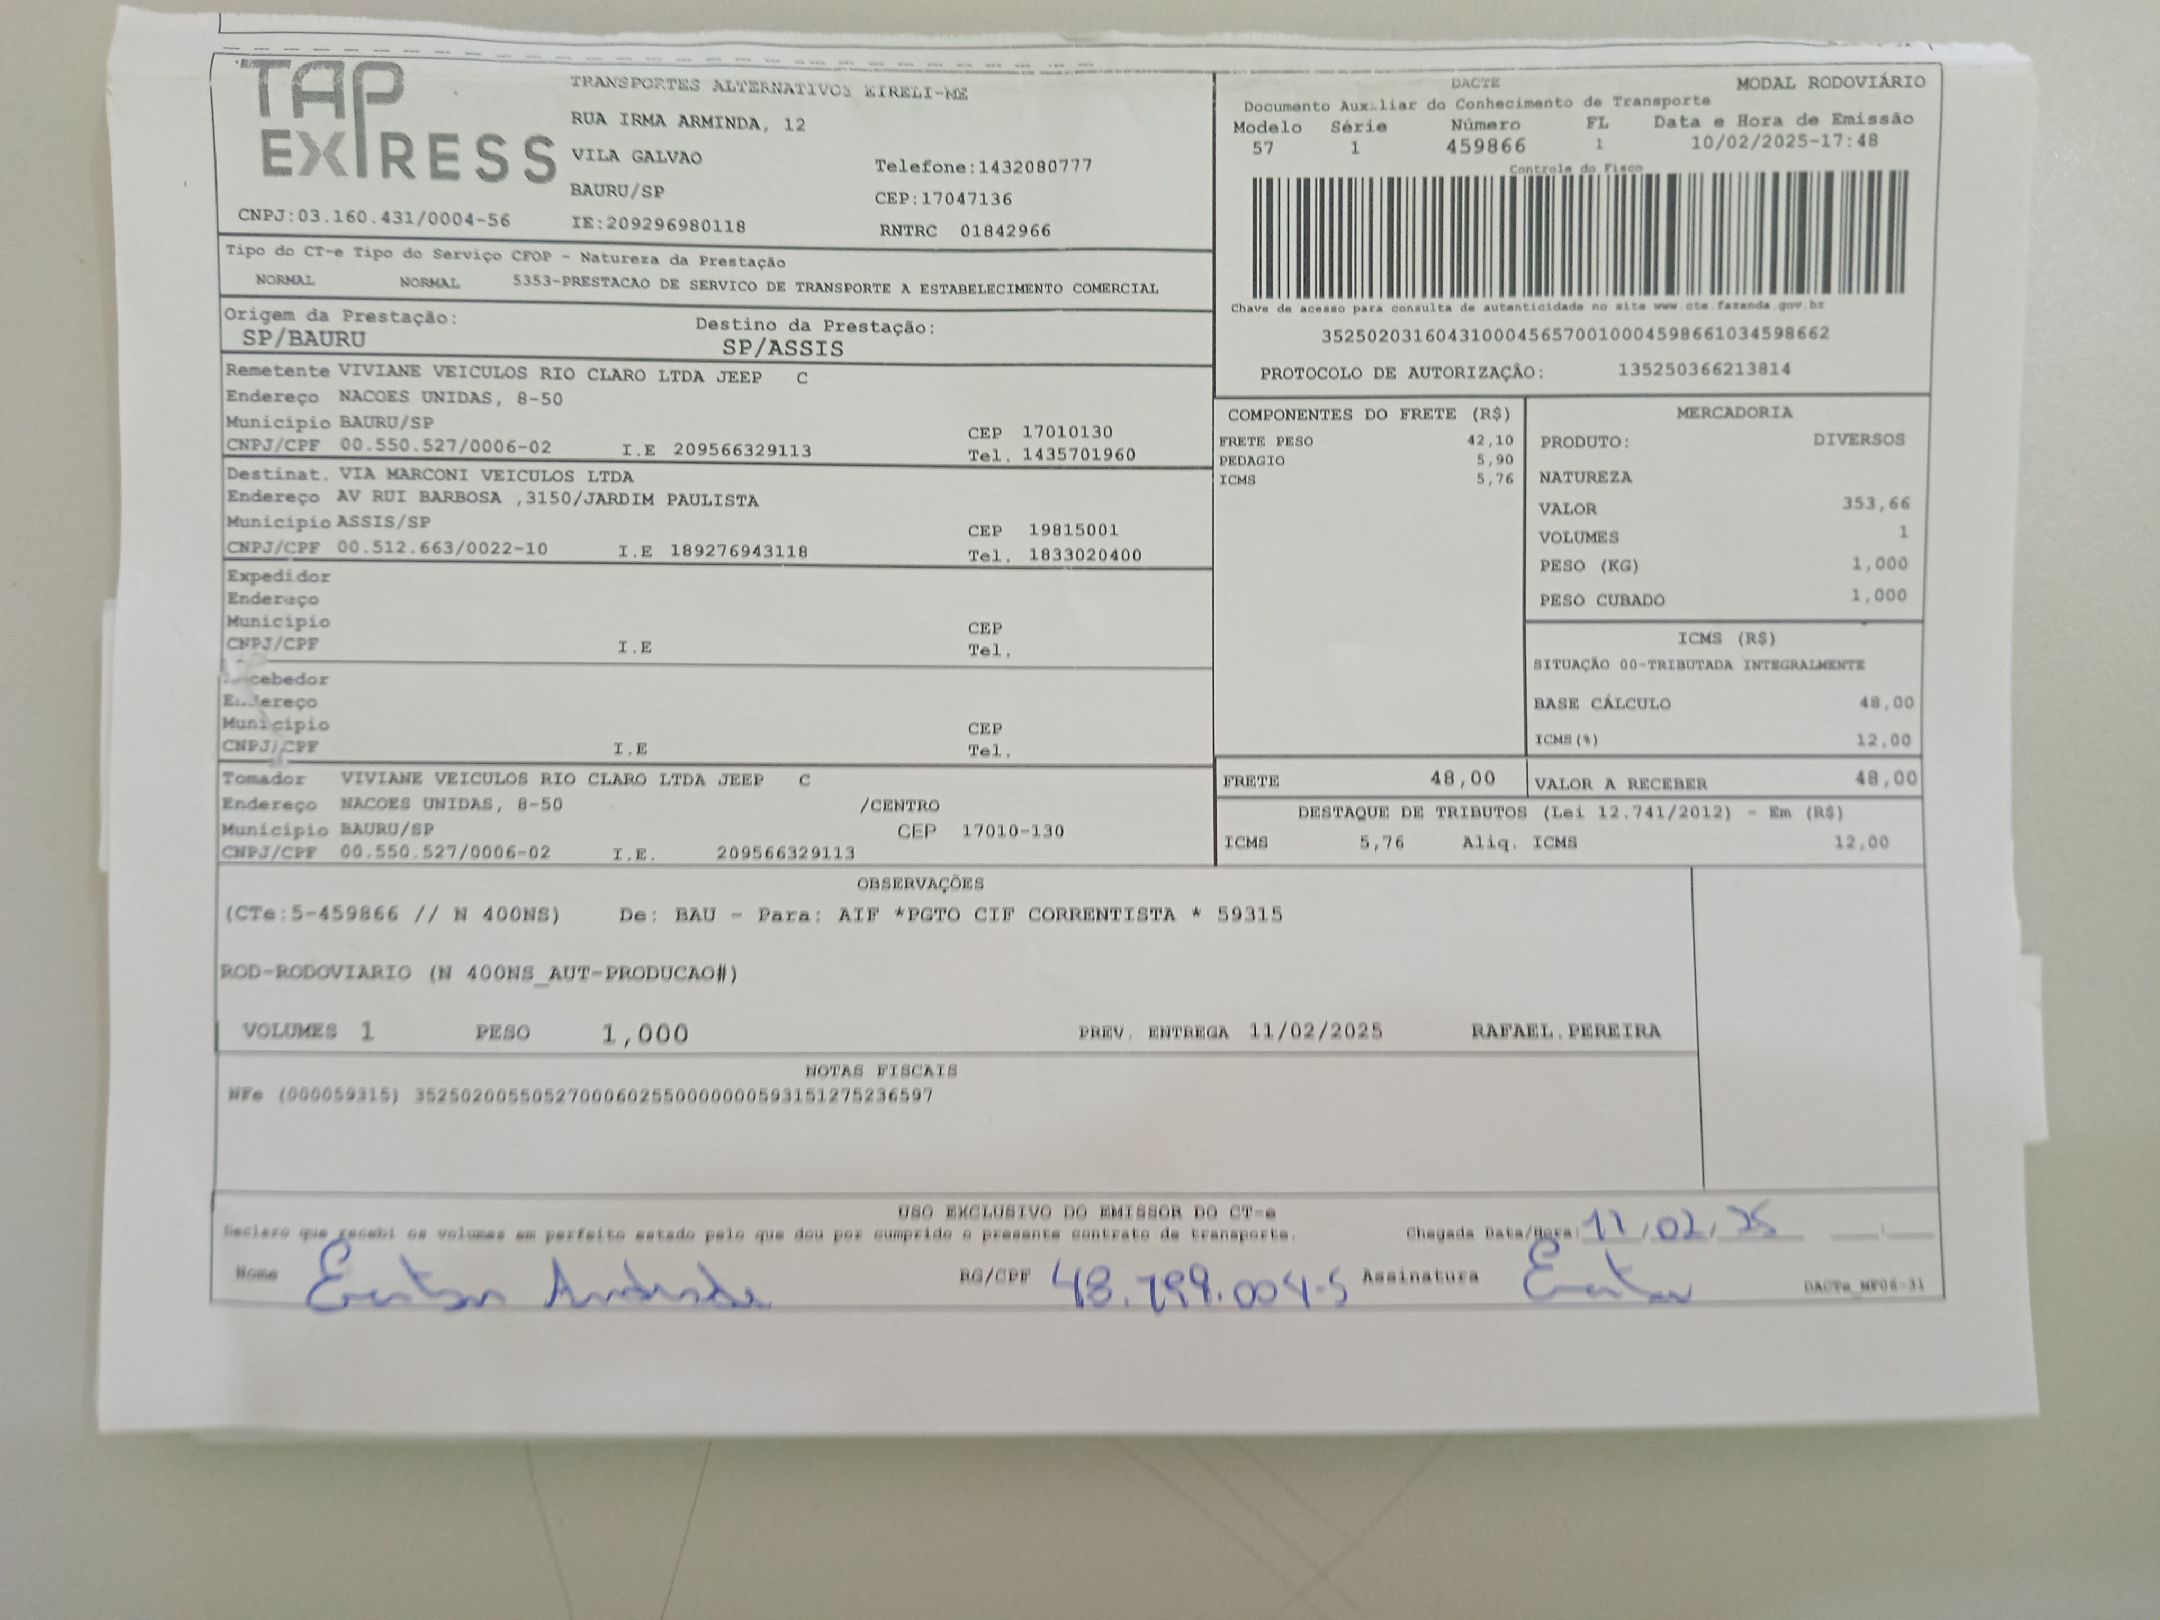 TAP EXPRESS
TRANSPORTES ALTERNATIVOS EIRELI-ME
RUA IRMA ARMINDA, 12
VILA GALVAO Telefone:1432080777
BAURU/SP CEP:17047136
CNPJ:03.160.431/0004-56 IE:209296980118 RNTRC 01842966
DACTE MODAL RODOVIÁRIO
Documento Auxiliar do Conhecimento de Transporte
Modelo Série Número FL Data e Hora de Emissão
57 1 459866 1 10/02/2025-17:48
Controle do Fisco
Chave de acesso para consulta de autenticidade no site www.cte.fazenda.gov.br
35250203160431000456570010004598661034598662
PROTOCOLO DE AUTORIZAÇÃO: 135250366213814
Tipo do CT-e Tipo do Serviço CFOP - Natureza da Prestação
NORMAL NORMAL 5353-PRESTACAO DE SERVICO DE TRANSPORTE A ESTABELECIMENTO COMERCIAL
Origem da Prestação: Destino da Prestação:
SP/BAURU SP/ASSIS
Remetente VIVIANE VEICULOS RIO CLARO LTDA JEEP C
Endereço NACOES UNIDAS, 8-50
Município BAURU/SP CEP 17010130
CNPJ/CPF 00.550.527/0006-02 I.E 209566329113 Tel. 1435701960
Destinat. VIA MARCONI VEICULOS LTDA
Endereço AV RUI BARBOSA ,3150/JARDIM PAULISTA
Município ASSIS/SP CEP 19815001
CNPJ/CPF 00.512.663/0022-10 I.E 189276943118 Tel. 1833020400
Expedidor
Endereço
Município CEP
CNPJ/CPF I.E Tel.
cebedor
Endereço
Município CEP
CNPJ/CPF I.E Tel.
Tomador VIVIANE VEICULOS RIO CLARO LTDA JEEP C
Endereço NACOES UNIDAS, 8-50 /CENTRO
Município BAURU/SP CEP 17010-130
CNPJ/CPF 00.550.527/0006-02 I.E. 209566329113
COMPONENTES DO FRETE (R$)
FRETE PESO 42,10
PEDAGIO 5,90
ICMS 5,76
FRETE 48,00
MERCADORIA
PRODUTO: DIVERSOS
NATUREZA
VALOR 353,66
VOLUMES 1
PESO (KG) 1,000
PESO CUBADO 1,000
ICMS (R$)
SITUAÇÃO 00-TRIBUTADA INTEGRALMENTE
BASE CÁLCULO 48,00
ICMS(%) 12,00
VALOR A RECEBER 48,00
DESTAQUE DE TRIBUTOS (Lei 12.741/2012) - Em (R$)
ICMS 5,76 Aliq. ICMS 12,00
OBSERVAÇÕES
(CTe:5-459866 // N 400NS) De: BAU - Para: AIF *PGTO CIF CORRENTISTA * 59315
ROD-RODOVIARIO (N 400NS_AUT-PRODUCAO#)
VOLUMES 1 PESO 1,000 PREV. ENTREGA 11/02/2025 RAFAEL.PEREIRA
NOTAS FISCAIS
NFe (000059315) 35250200550527000602550000000593151275236597
USO EXCLUSIVO DO EMISSOR DO CT-e
Declaro que recebi os volumes em perfeito estado pelo que dou por cumprido o presente contrato de transporte. Chegada Data/Hora: 11/02/25
Nome Andrade RG/CPF 48.799.004-5 Assinatura DACTe_MF06-31